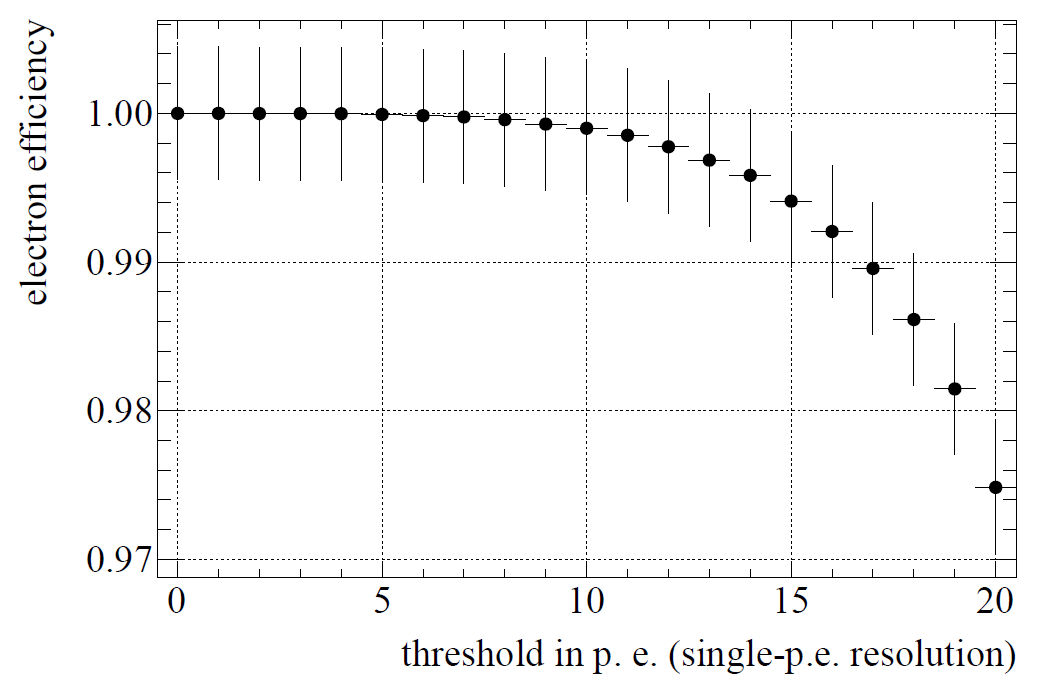 electron efficiency
1.00
0.99
0.98
0.97
0 5 10 15 20
threshold in p. e. (single-p.e. resolution)